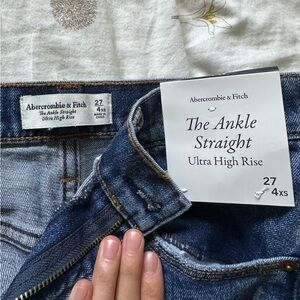 Abercrombie & Fitch
The Ankle Straight
Ultra High Rise
27
4XS
Abercrombie & Fitch
The Ankle
Straight
Ultra High Rise
27
4XS